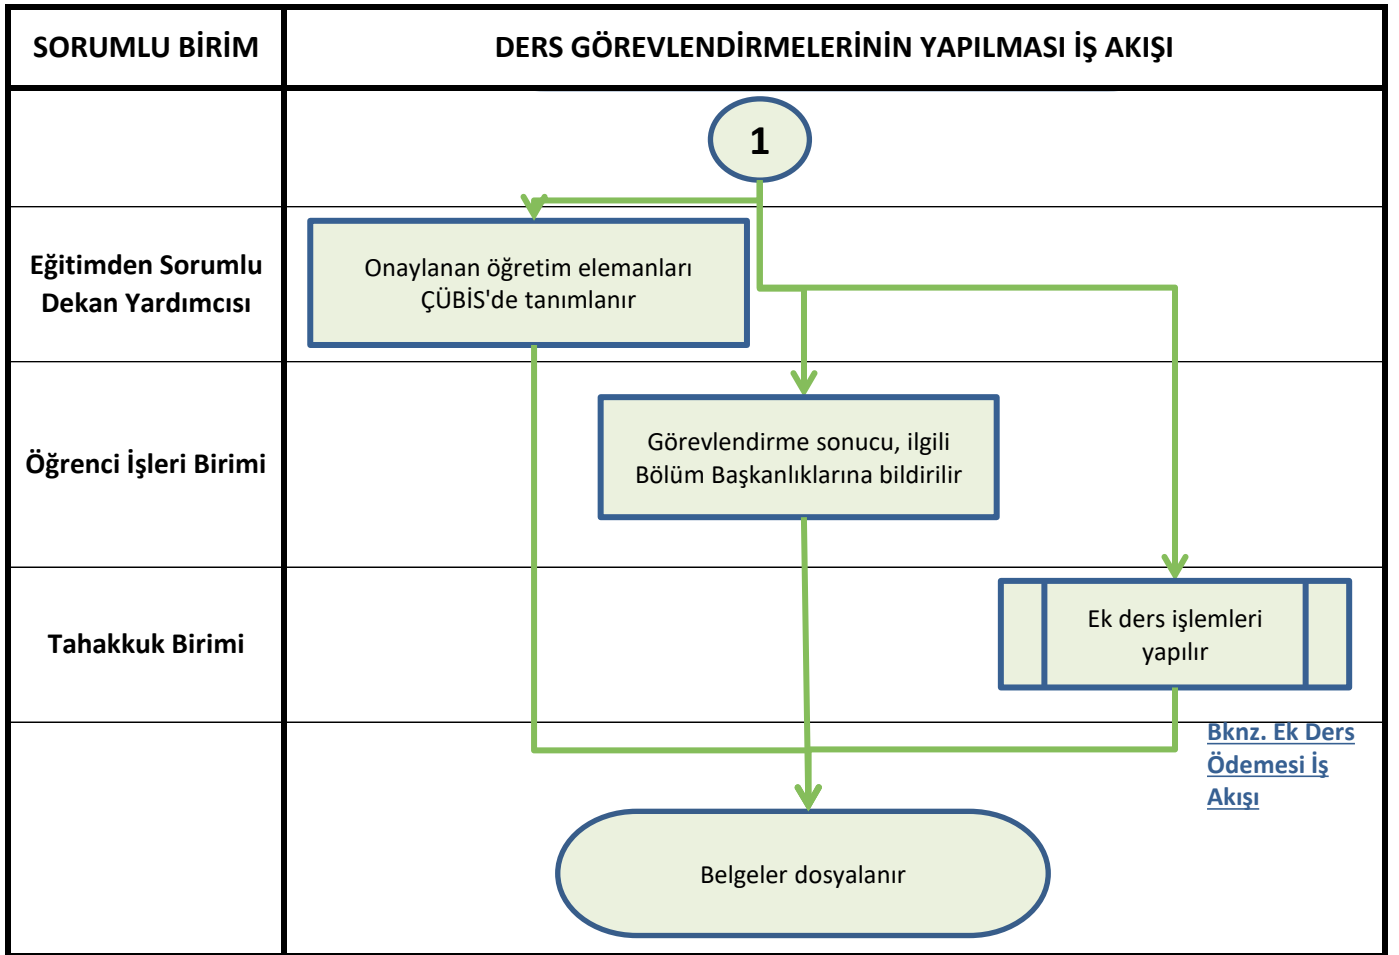 SORUMLU BİRİM
DERS GÖREVLENDİRMELERİNİN YAPILMASI İŞ AKIŞI
1
Eğitimden Sorumlu
Dekan Yardımcısı
Onaylanan öğretim elemanları
ÇÜBİS'de tanımlanır
Öğrenci İşleri Birimi
Görevlendirme sonucu, ilgili
Bölüm Başkanlıklarına bildirilir
Tahakkuk Birimi
Ek ders işlemleri
yapılır
Bknz. Ek Ders
Ödemesi İş
Akışı
Belgeler dosyalanır